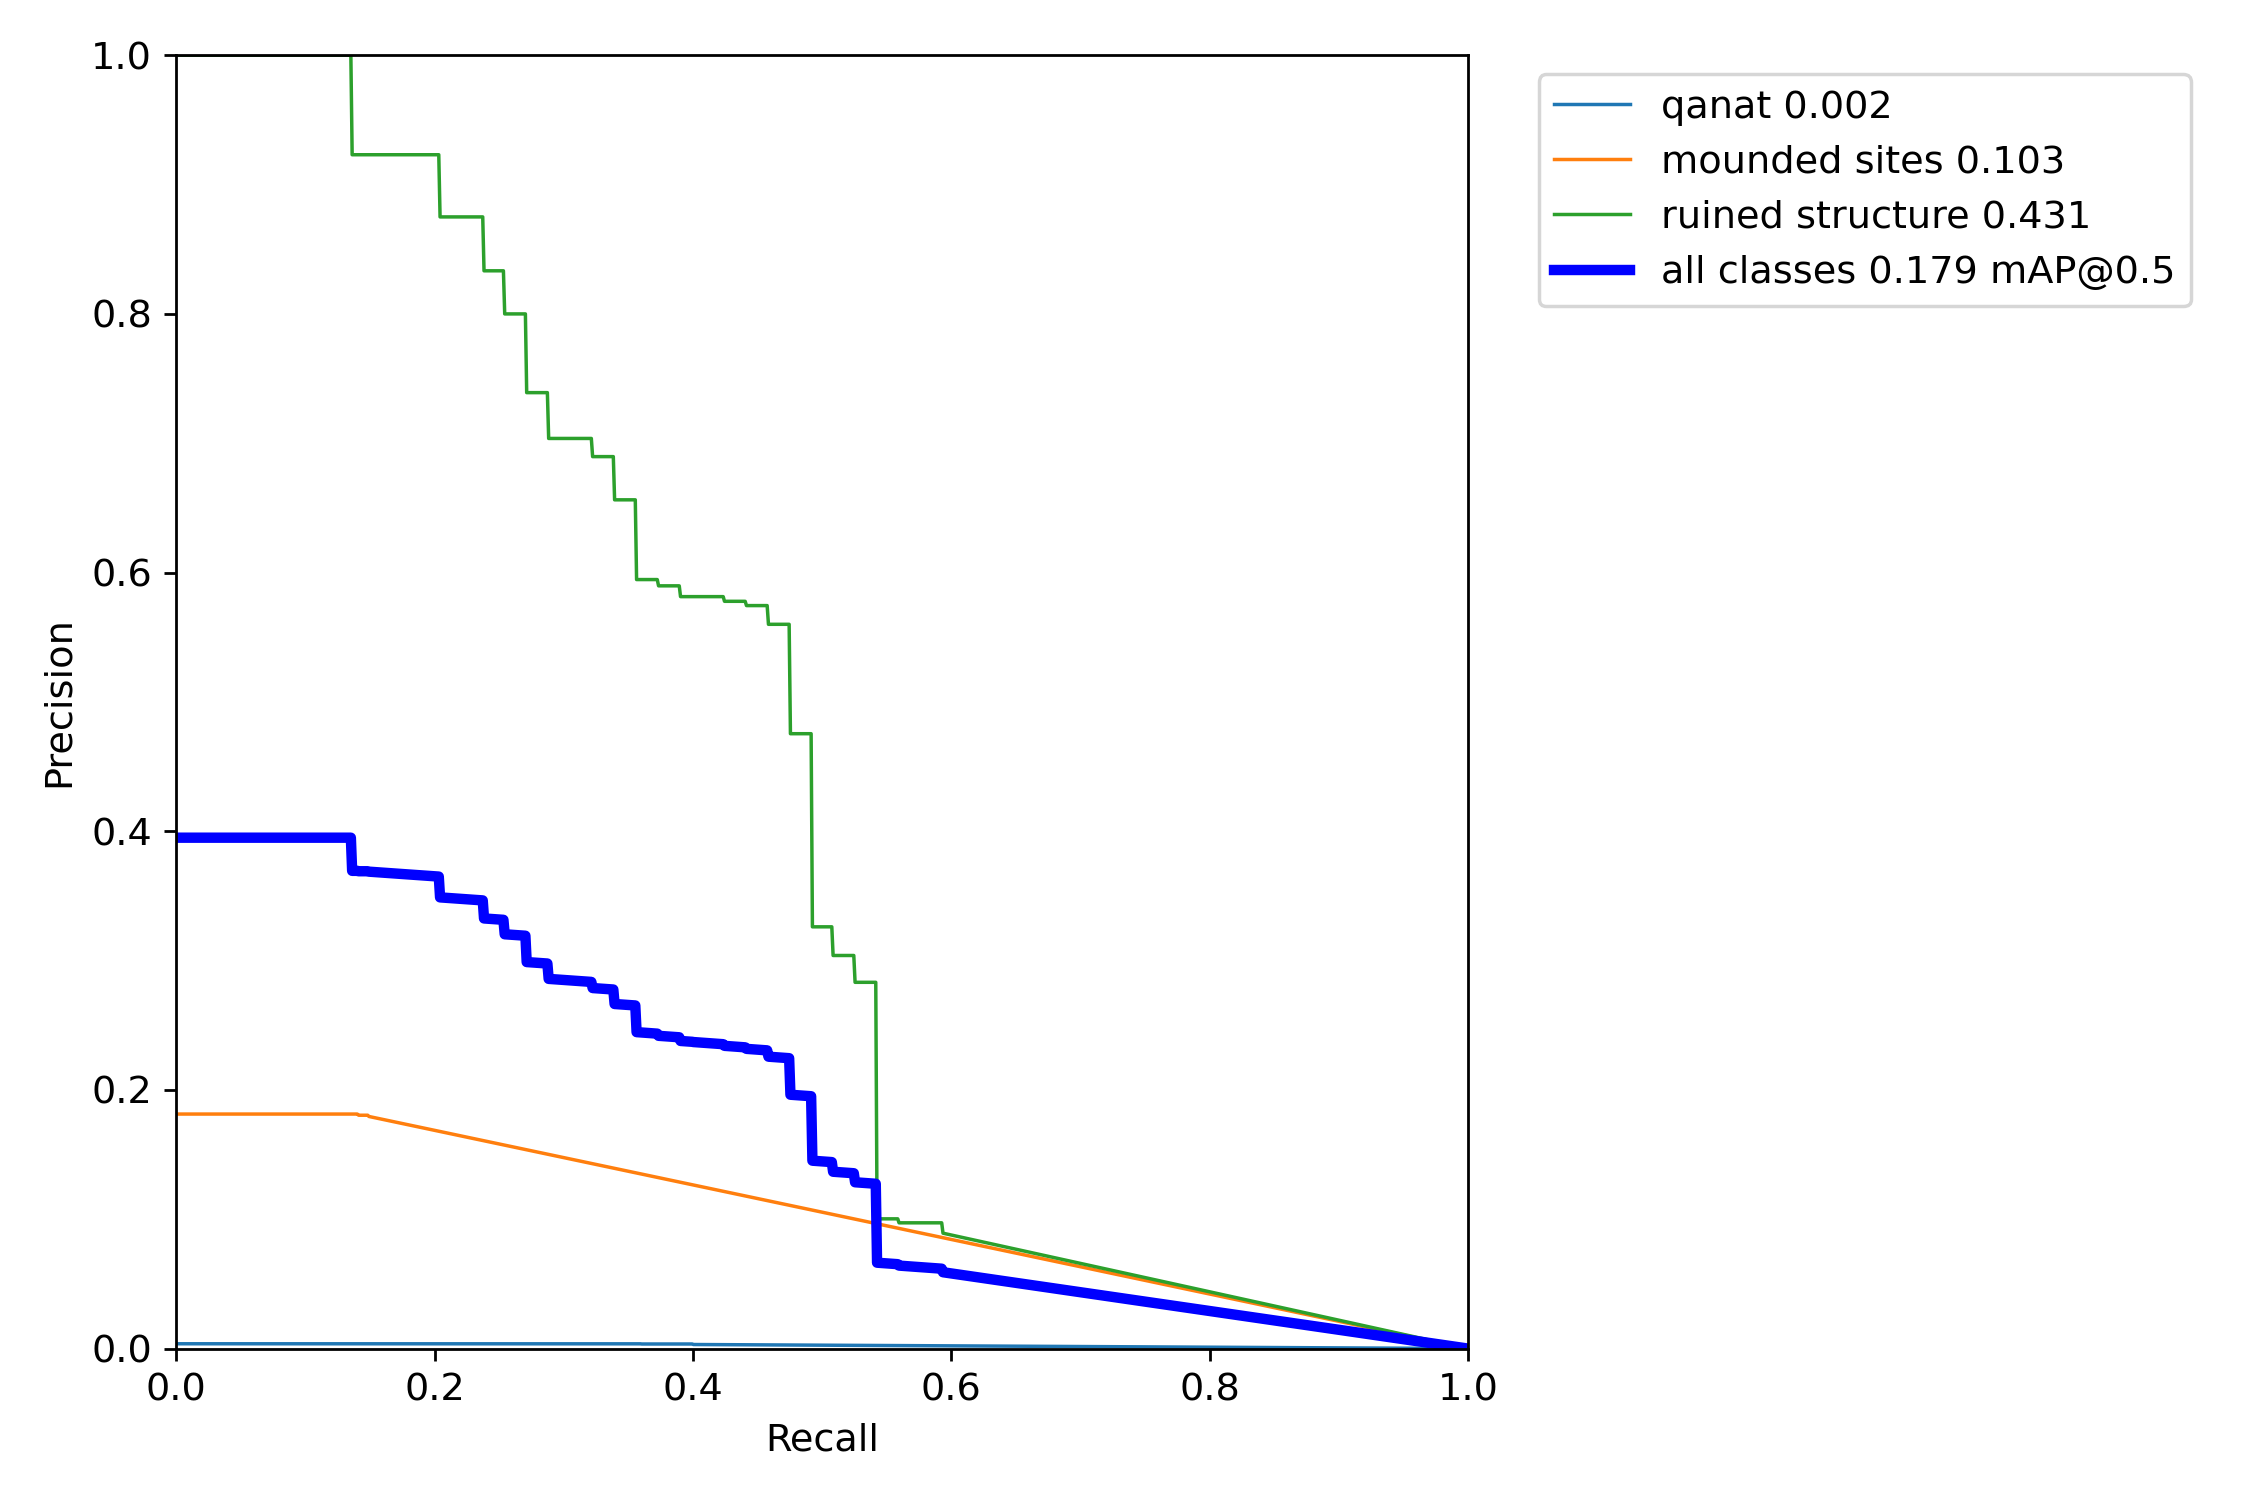 1.0
0.8
0.6
0.4
0.2
0.0
Precision
0.0 0.2 0.4 0.6 0.8 1.0
Recall
qanat 0.002
mounded sites 0.103
ruined structure 0.431
all classes 0.179 mAP@0.5